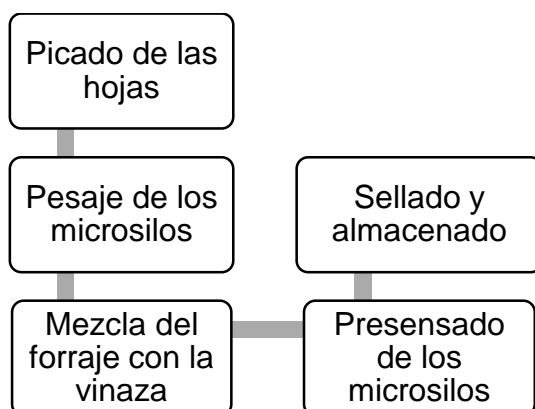 Picado de las
hojas
Pesaje de los
microsilos
Mezcla del
forraje con la
vinaza
Presensado
de los
microsilos
Sellado y
almacenado